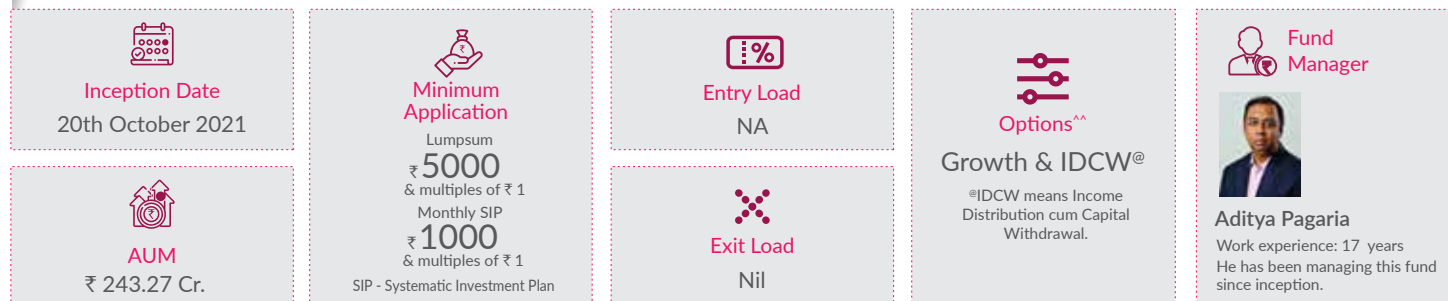 Inception Date
20th October 2021
AUM
₹ 243.27 Cr.
Minimum
Application
Lumpsum
₹ 5000
& multiples of ₹ 1
Monthly SIP
₹ 1000
& multiples of ₹ 1
SIP - Systematic Investment Plan
%
Entry Load
NA
Exit Load
Nil
Options^^
Growth & IDCW@
@IDCW means Income
Distribution cum Capital
Withdrawal.
Fund
Manager
Aditya Pagaria
Work experience: 17 years
He has been managing this fund
since inception.